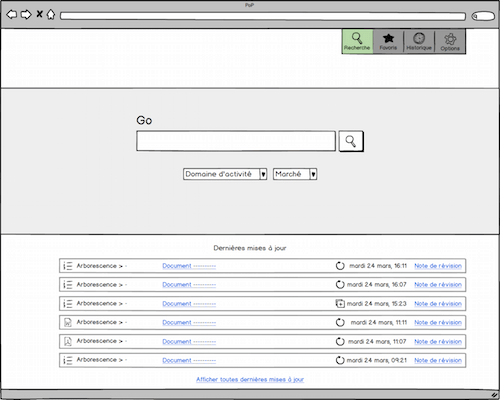 PoP
Recherche Favoris Historique Options
Go
Domaine d'activité Marché
Dernières mises à jour
Arborescence > - Document ---------- mardi 24 mars, 16:11 Note de révision
Arborescence > - Document ---------- mardi 24 mars, 16:07 Note de révision
Arborescence > - Document ---------- mardi 24 mars, 15:23 Note de révision
Arborescence > - Document ---------- mardi 24 mars, 11:11 Note de révision
Arborescence > - Document ---------- mardi 24 mars, 11:07 Note de révision
Arborescence > - Document ---------- mardi 24 mars, 09:21 Note de révision
Afficher toutes dernières mises à jour